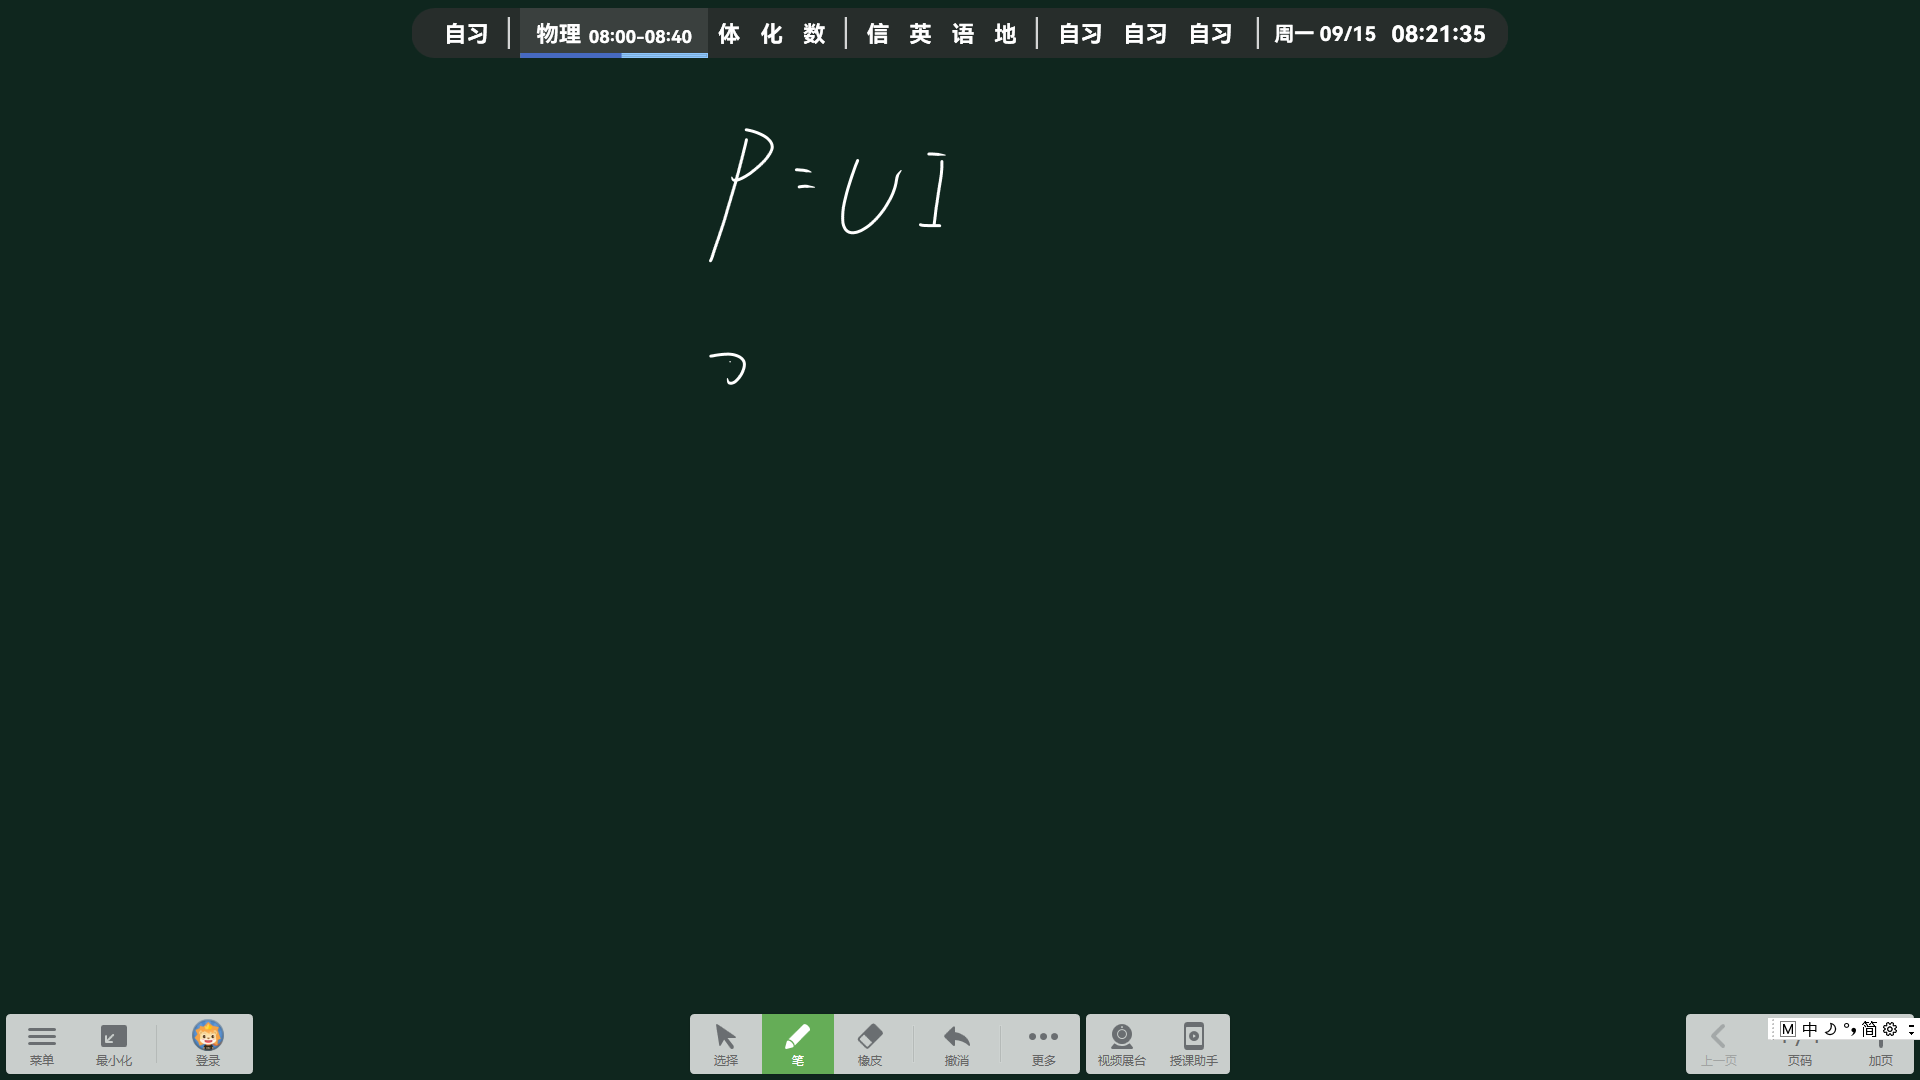 自习 | 物理 08:00-08:40 体 化 数 | 信 英 语 地 | 自习 自习 自习 | 周一 09/15 08:21:35
P=UI
菜单 最小化 登录 选择 笔 橡皮 撤消 更多 视频展台 授课助手 上一页 页码 加页
M 中 简